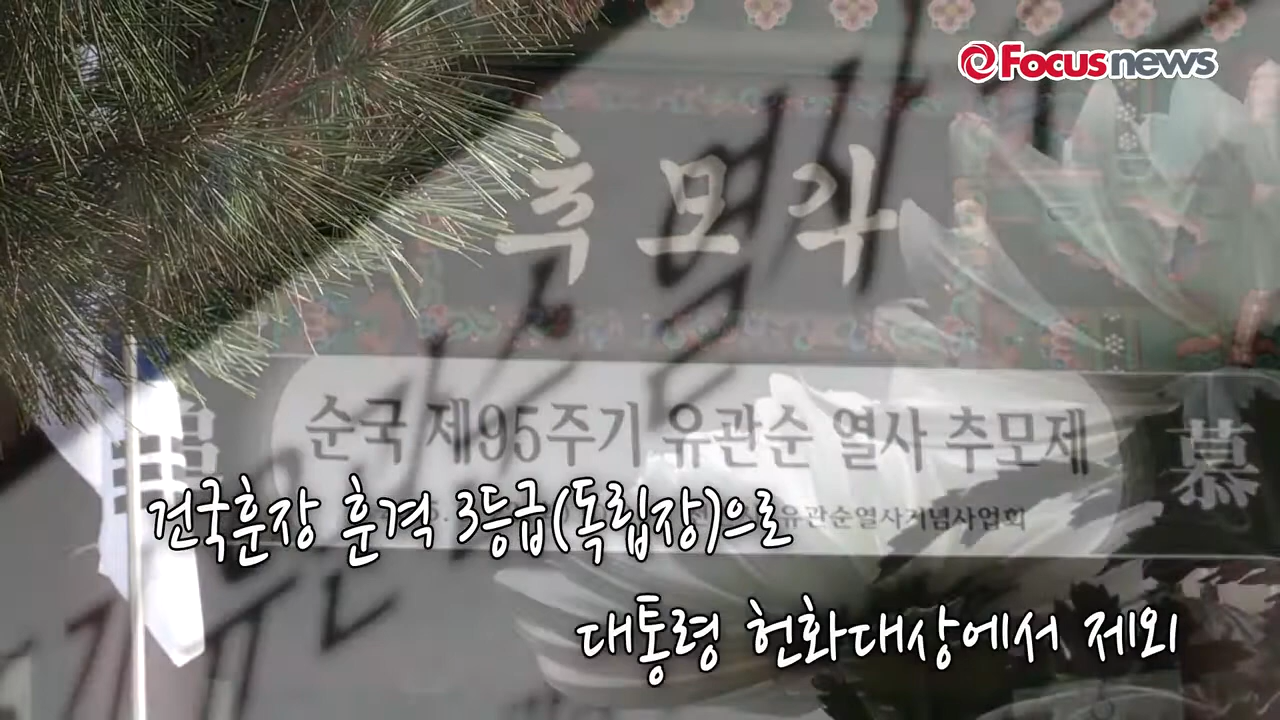 Focusnews
추모각
순국 제95주기 유관순 열사 추모제
慕
유관순열사기념사업회
건국훈장 훈격 3등급(독립장)으로
대통령 헌화대상에서 제외